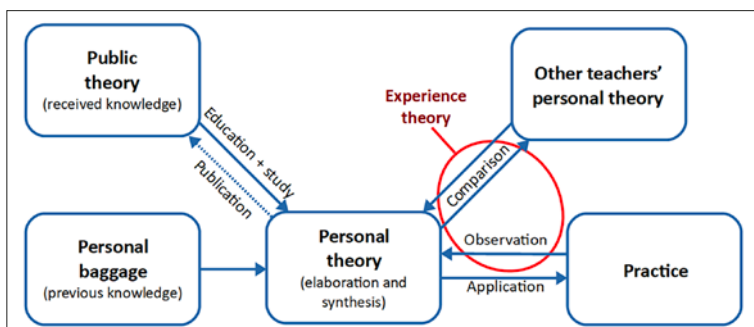 Public
theory
(received knowledge)
Education + study
Publication
Experience
theory
Other teachers'
personal theory
Comparison
Personal
baggage
(previous knowledge)
Personal
theory
(elaboration and
synthesis)
Observation
Application
Practice